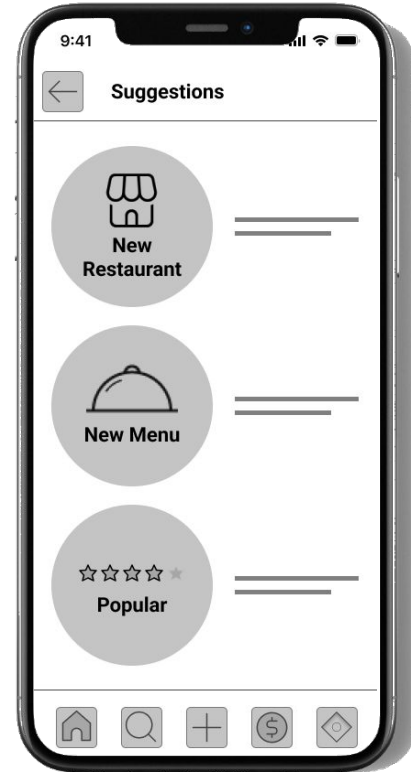 9:41
Suggestions
New
Restaurant
New Menu
Popular
$